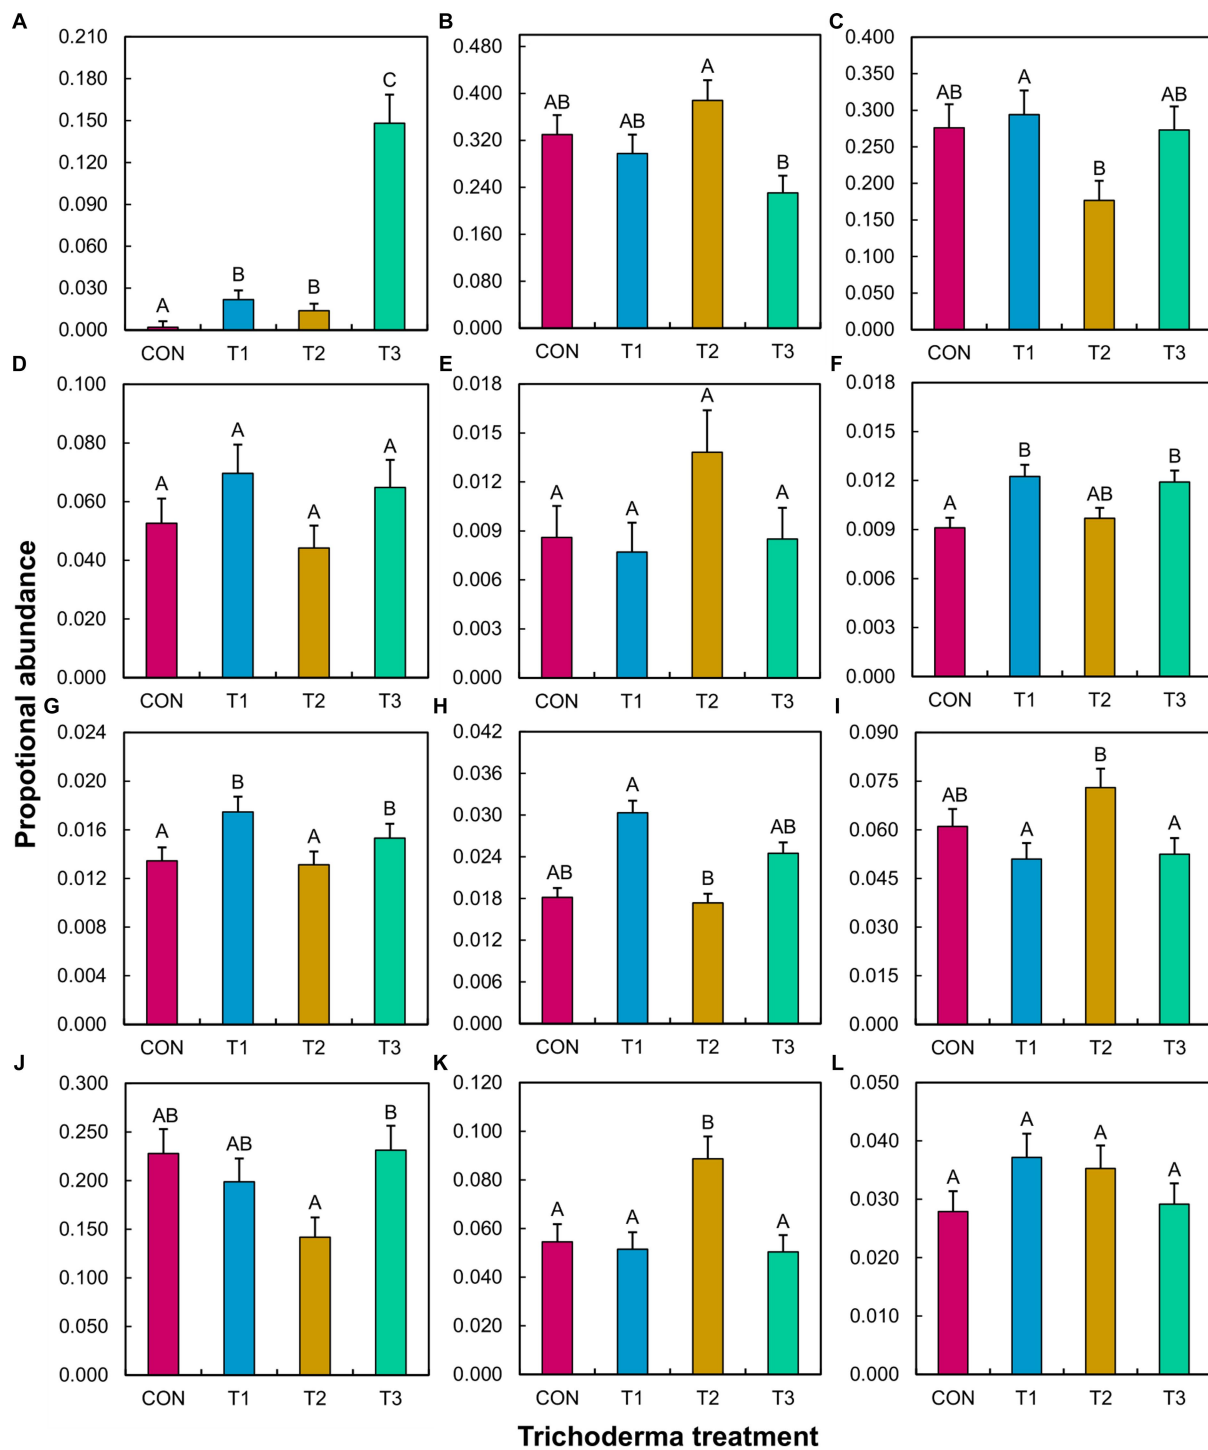 A
0.210
0.180
0.150
0.120
0.090
0.060
0.030
0.000
A
B
B
C
CON T1 T2 T3
B
0.480
0.400
0.320
0.240
0.160
0.080
0.000
AB
AB
A
B
CON T1 T2 T3
C
0.400
0.350
0.300
0.250
0.200
0.150
0.100
0.050
0.000
AB
A
B
AB
CON T1 T2 T3
D
0.100
0.080
0.060
0.040
0.020
0.000
A
A
A
A
CON T1 T2 T3
E
0.018
0.015
0.012
0.009
0.006
0.003
0.000
A
A
A
A
CON T1 T2 T3
F
0.018
0.015
0.012
0.009
0.006
0.003
0.000
A
B
AB
B
CON T1 T2 T3
G
0.024
0.020
0.016
0.012
0.008
0.004
0.000
A
B
A
B
CON T1 T2 T3
H
0.042
0.036
0.030
0.024
0.018
0.012
0.006
0.000
AB
A
B
AB
CON T1 T2 T3
I
0.090
0.075
0.060
0.045
0.030
0.015
0.000
AB
A
B
A
CON T1 T2 T3
J
0.300
0.250
0.200
0.150
0.100
0.050
0.000
AB
AB
A
B
CON T1 T2 T3
K
0.120
0.100
0.080
0.060
0.040
0.020
0.000
A
A
B
A
CON T1 T2 T3
L
0.050
0.040
0.030
0.020
0.010
0.000
A
A
A
A
CON T1 T2 T3
Propotional abundance
Trichoderma treatment